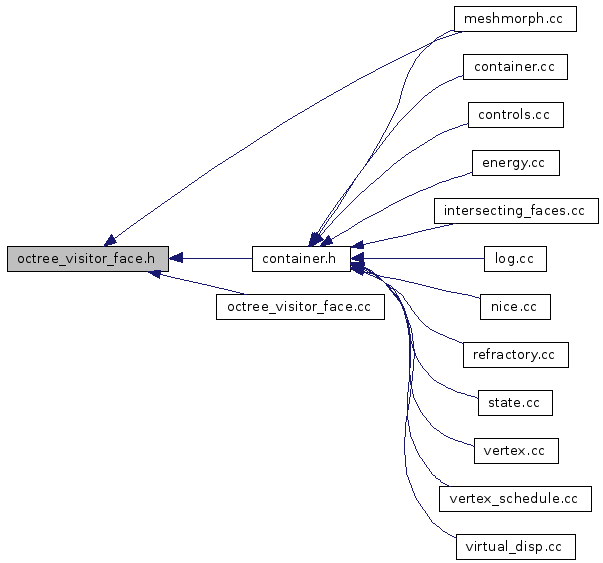 meshmorph.cc
container.cc
controls.cc
energy.cc
intersecting_faces.cc
octree_visitor_face.h
container.h
log.cc
octree_visitor_face.cc
nice.cc
refractory.cc
state.cc
vertex.cc
vertex_schedule.cc
virtual_disp.cc